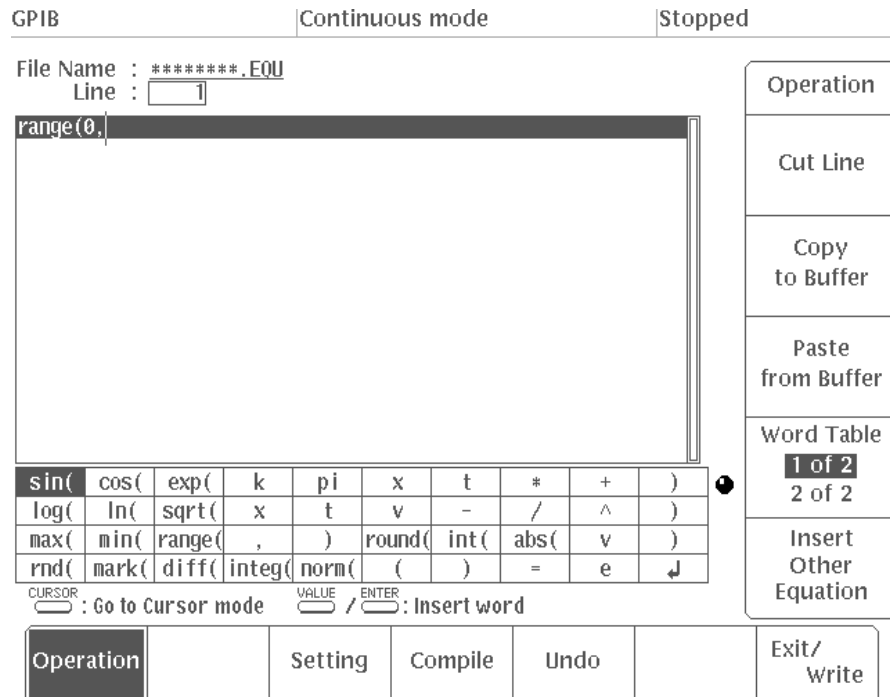 GPIB Continuous mode Stopped
File Name : ********.EQU
Line : 1
range(0,
Operation
Cut Line
Copy
to Buffer
Paste
from Buffer
Word Table
1 of 2
2 of 2
Insert
Other
Equation
sin( cos( exp( k pi x t * + )
log( ln( sqrt( x t v - / ^ )
max( min( range( , ) round( int( abs( v )
rnd( mark( diff( integ( norm( ( ) = e ↲
CURSOR : Go to Cursor mode VALUE / ENTER : Insert word
Operation Setting Compile Undo Exit/
Write